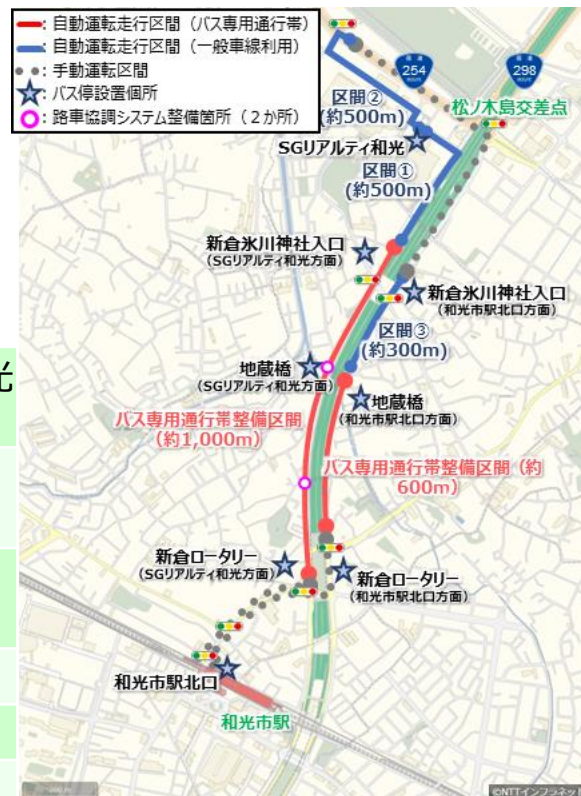 ：自動運転走行区間（バス専用通行帯）
：自動運転走行区間（一般車線利用）
：手動運転区間
：バス停設置個所
：路車協調システム整備箇所（２か所）
254
298
松ノ木島交差点
区間②
(約500m)
SGリアルティ和光
区間①
(約500m)
新倉氷川神社入口
(SGリアルティ和光方面)
新倉氷川神社入口
(和光市駅北口方面)
区間③
(約300m)
地蔵橋
(SGリアルティ和光方面)
光
地蔵橋
(和光市駅北口方面)
バス専用通行帯整備区間
(約1,000m)
バス専用通行帯整備区間（約
600m)
新倉ロータリー
(SGリアルティ和光方面)
新倉ロータリー
(和光市駅北口方面)
和光市駅北口
和光市駅
©NTTインフラネット